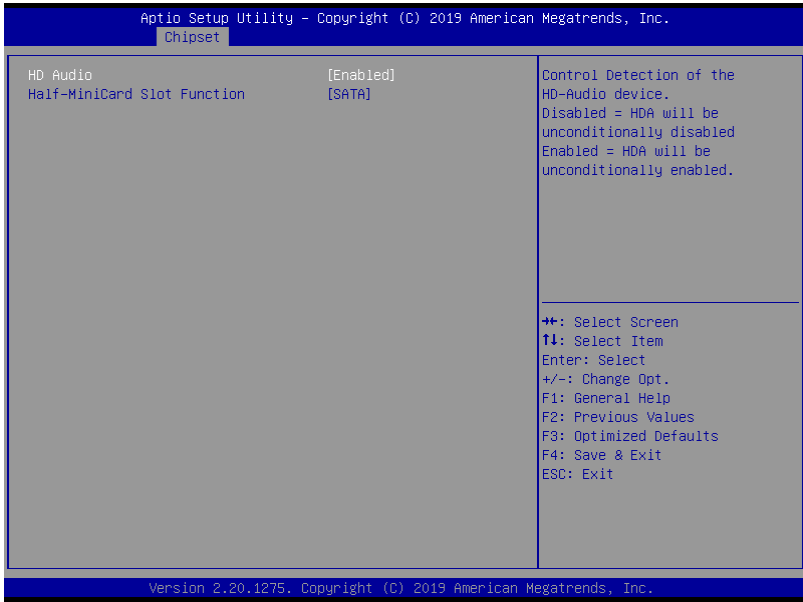 Aptio Setup Utility – Copyright (C) 2019 American Megatrends, Inc.
Chipset
HD Audio [Enabled]
Half-MiniCard Slot Function [SATA]
Control Detection of the
HD-Audio device.
Disabled = HDA will be
unconditionally disabled
Enabled = HDA will be
unconditionally enabled.
→←: Select Screen
↑↓: Select Item
Enter: Select
+/-: Change Opt.
F1: General Help
F2: Previous Values
F3: Optimized Defaults
F4: Save & Exit
ESC: Exit
Version 2.20.1275. Copyright (C) 2019 American Megatrends, Inc.